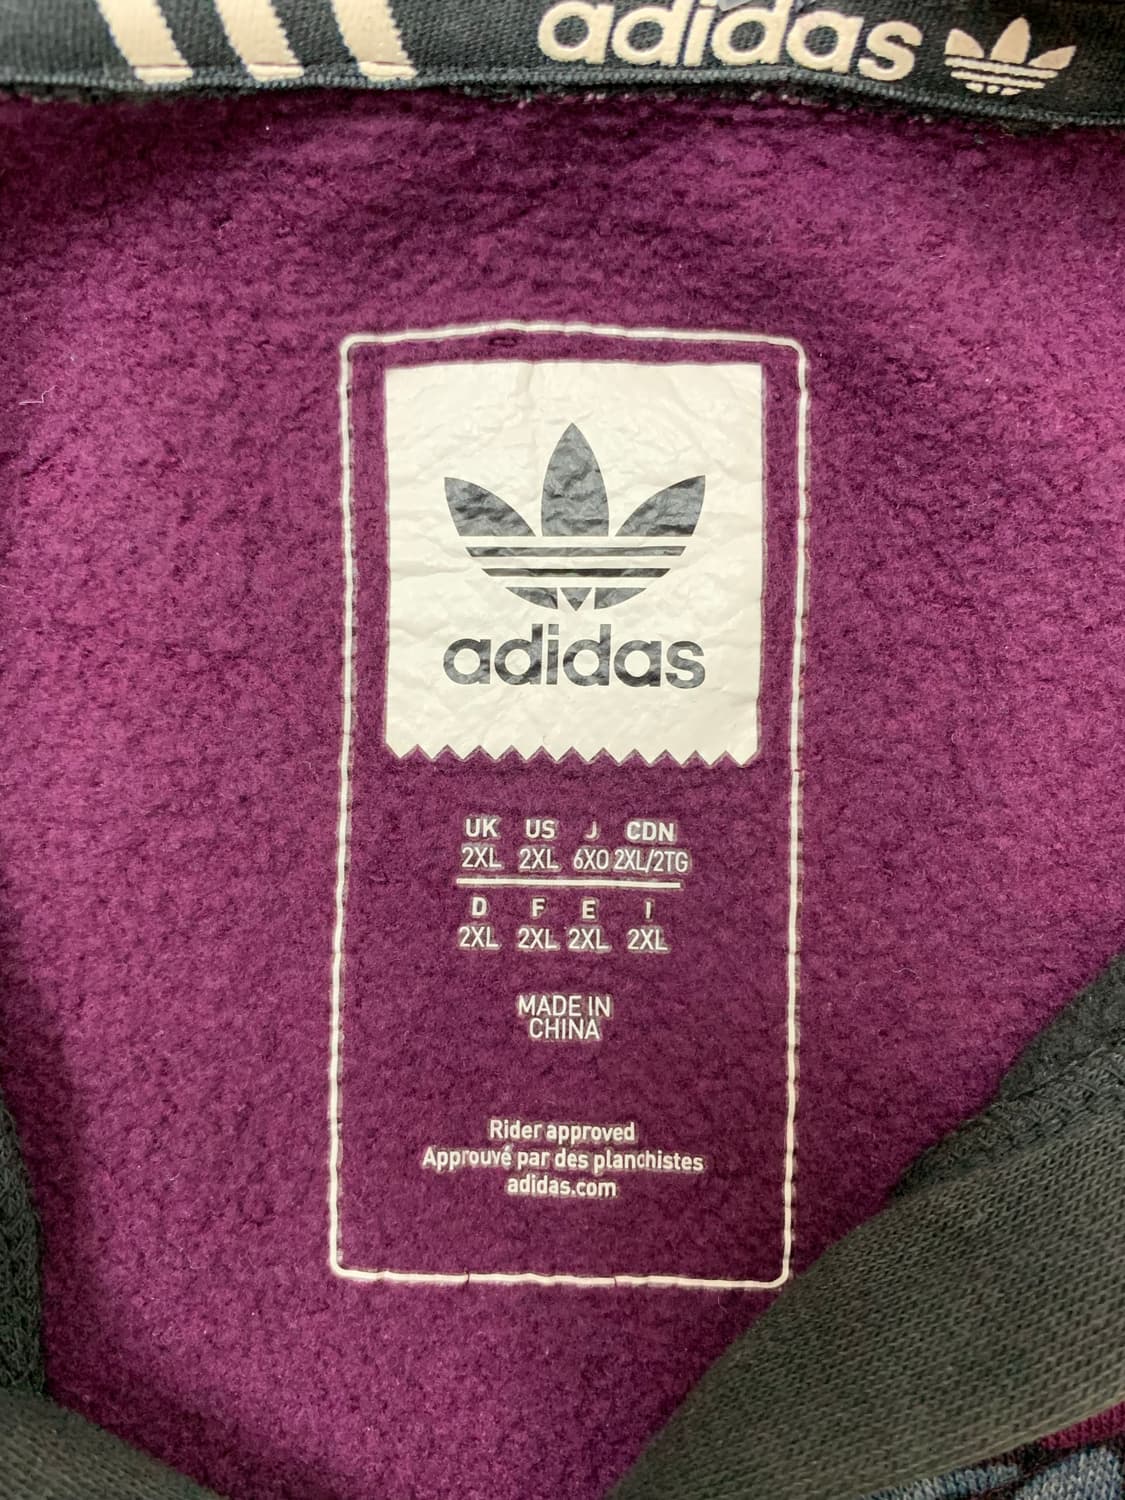 adidas
adidas
UK US J CDN
2XL 2XL 6XO 2XL/2TG
D F E I
2XL 2XL 2XL 2XL
MADE IN
CHINA
Rider approved
Approuvé par des planchistes
adidas.com